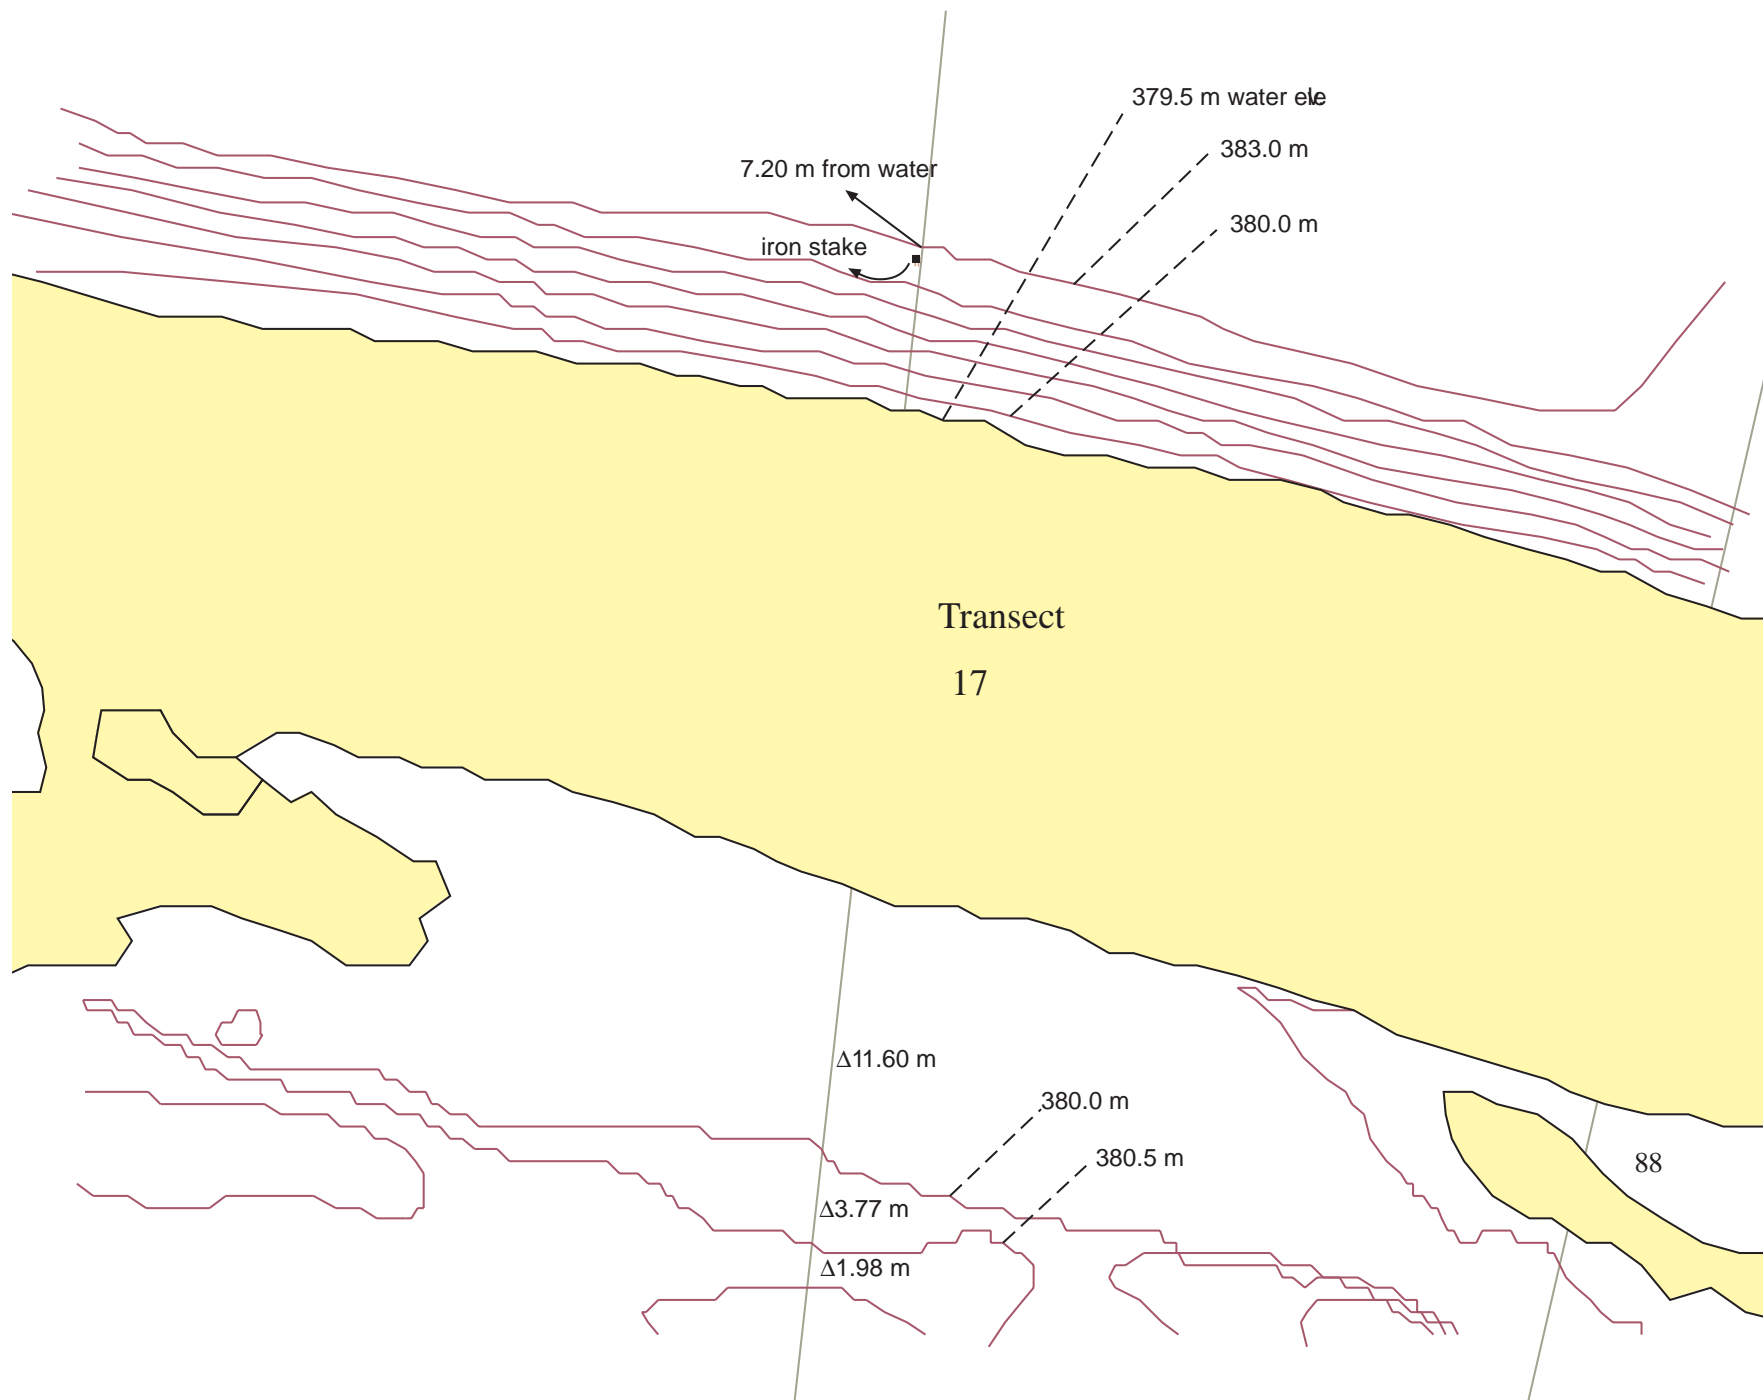 379.5 m water elev
383.0 m
7.20 m from water
380.0 m
iron stake
Transect
17
Δ11.60 m
380.0 m
380.5 m
88
Δ3.77 m
Δ1.98 m